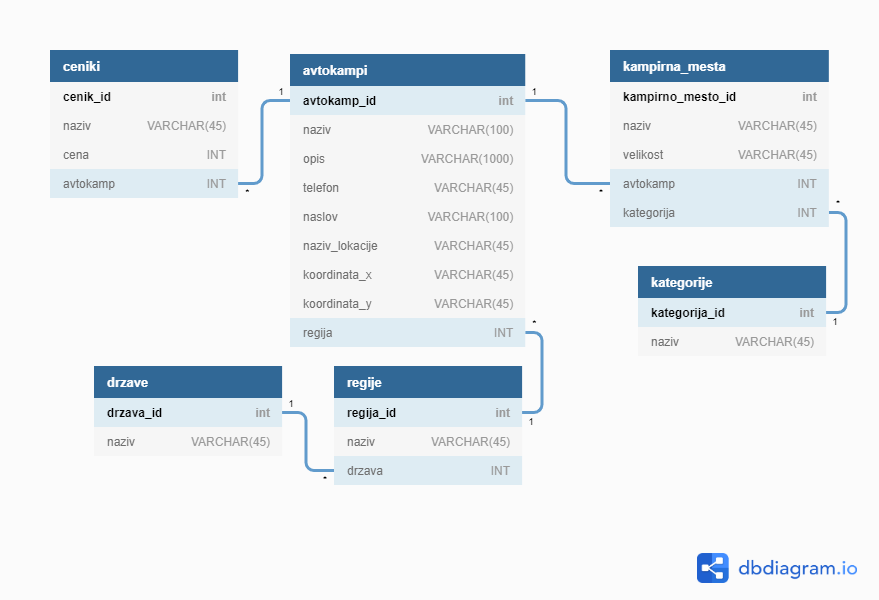 ceniki
cenik_id int
naziv VARCHAR(45)
cena INT
avtokamp INT
1
*
avtokampi
avtokamp_id int
naziv VARCHAR(100)
opis VARCHAR(1000)
telefon VARCHAR(45)
naslov VARCHAR(100)
naziv_lokacije VARCHAR(45)
koordinata_x VARCHAR(45)
koordinata_y VARCHAR(45)
regija INT
1
*
kampirna_mesta
kampirno_mesto_id int
naziv VARCHAR(45)
velikost VARCHAR(45)
avtokamp INT
kategorija INT
*
*
kategorije
kategorija_id int
naziv VARCHAR(45)
1
drzave
drzava_id int
naziv VARCHAR(45)
1
*
regije
regija_id int
naziv VARCHAR(45)
drzava INT
1
dbdiagram.io